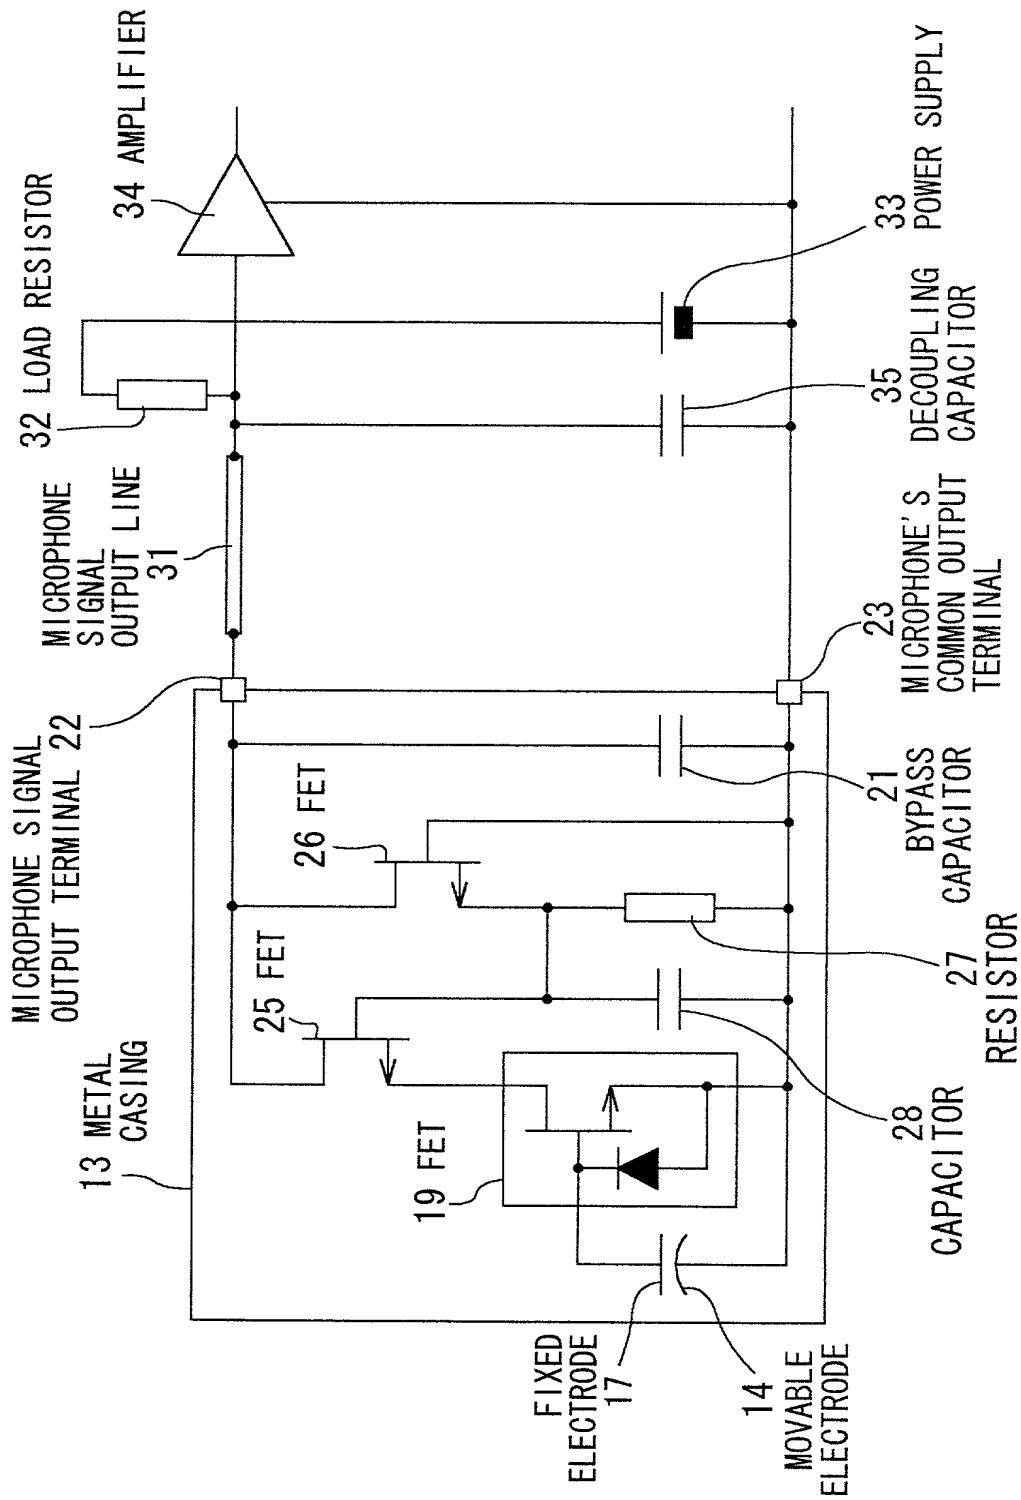 34 AMPLIFIER
32 LOAD RESISTOR
MICROPHONE
SIGNAL
OUTPUT LINE
31
MICROPHONE SIGNAL
OUTPUT TERMINAL 22
26 FET
25 FET
13 METAL
CASING
19 FET
33
POWER SUPPLY
35
DECOUPLING
CAPACITOR
23
MICROPHONE'S
COMMON OUTPUT
TERMINAL
21
BYPASS
CAPACITOR
27
RESISTOR
28
CAPACITOR
FIXED
ELECTRODE
17
14
MOVABLE
ELECTRODE